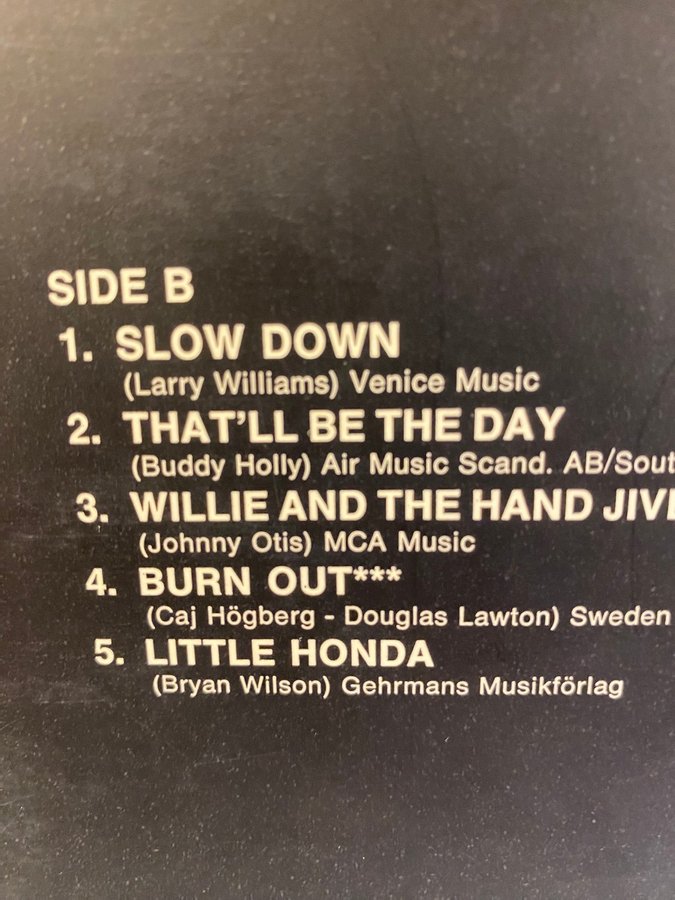 SIDE B
1. SLOW DOWN
(Larry Williams) Venice Music
2. THAT'LL BE THE DAY
(Buddy Holly) Air Music Scand. AB/Sout
3. WILLIE AND THE HAND JIVE
(Johnny Otis) MCA Music
4. BURN OUT***
(Caj Högberg - Douglas Lawton) Sweden
5. LITTLE HONDA
(Bryan Wilson) Gehrmans Musikförlag